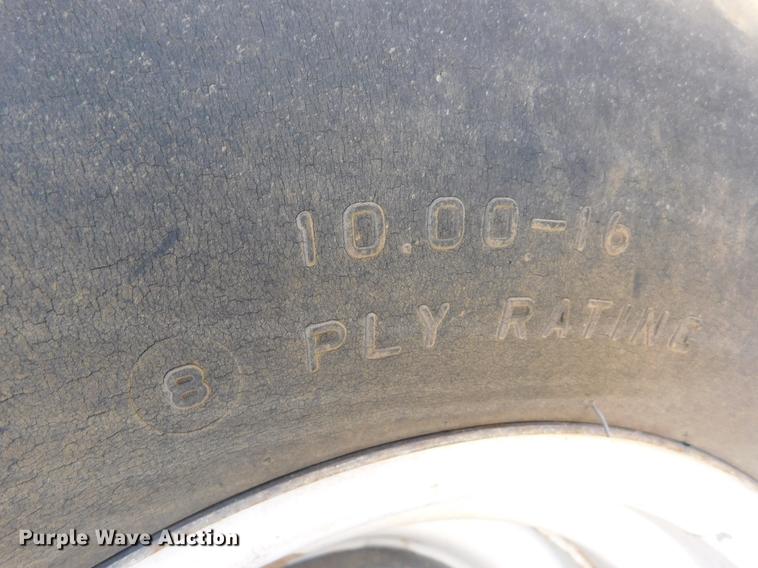 10.00-16
8 PLY RATING
Purple Wave Auction